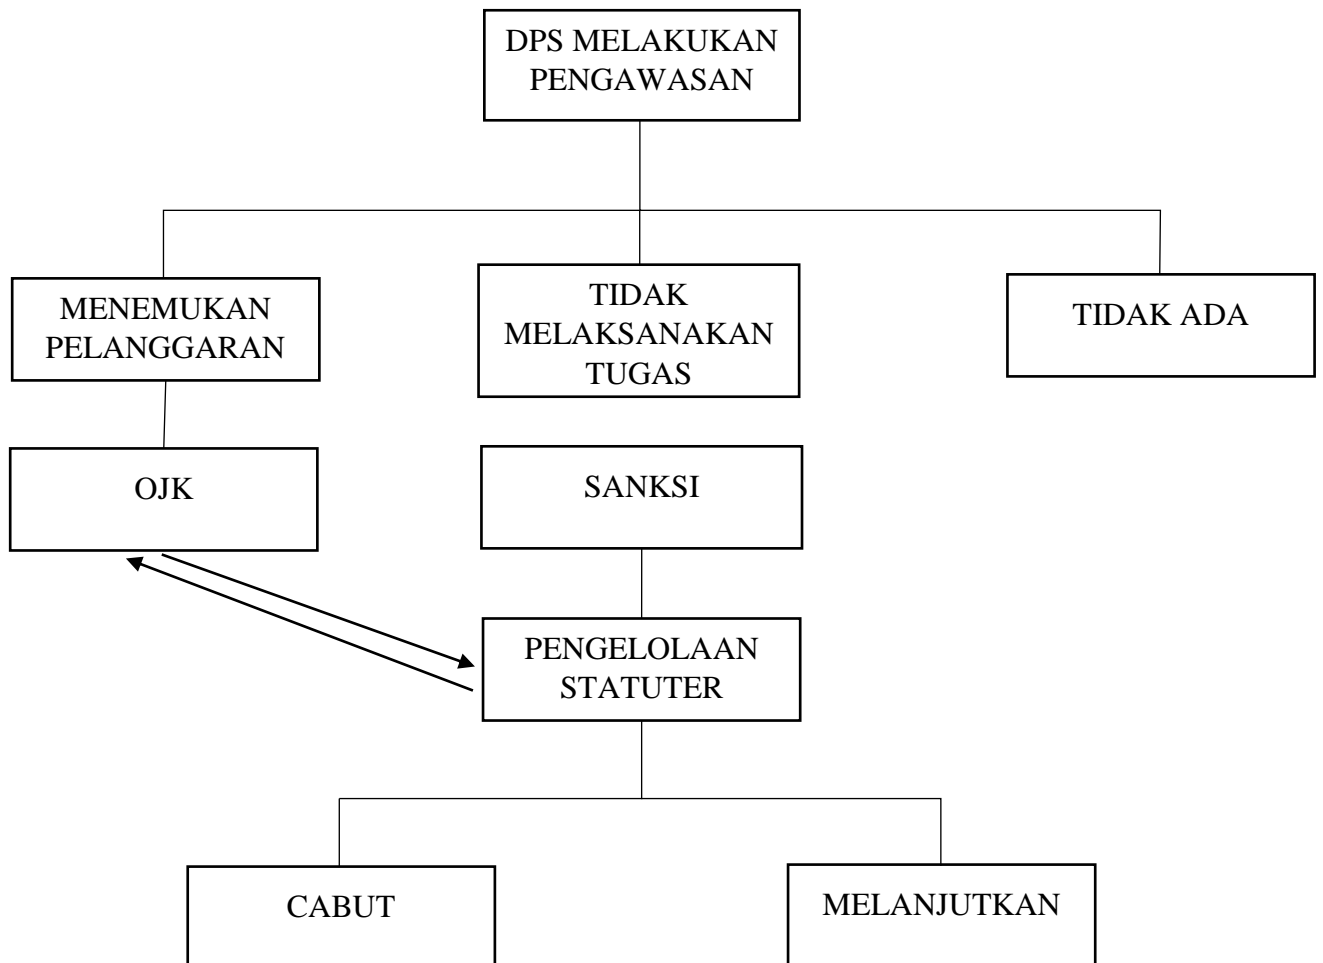 DPS MELAKUKAN
PENGAWASAN
MENEMUKAN
PELANGGARAN
TIDAK
MELAKSANAKAN
TUGAS
TIDAK ADA
OJK
SANKSI
PENGELOLAAN
STATUTER
CABUT
MELANJUTKAN